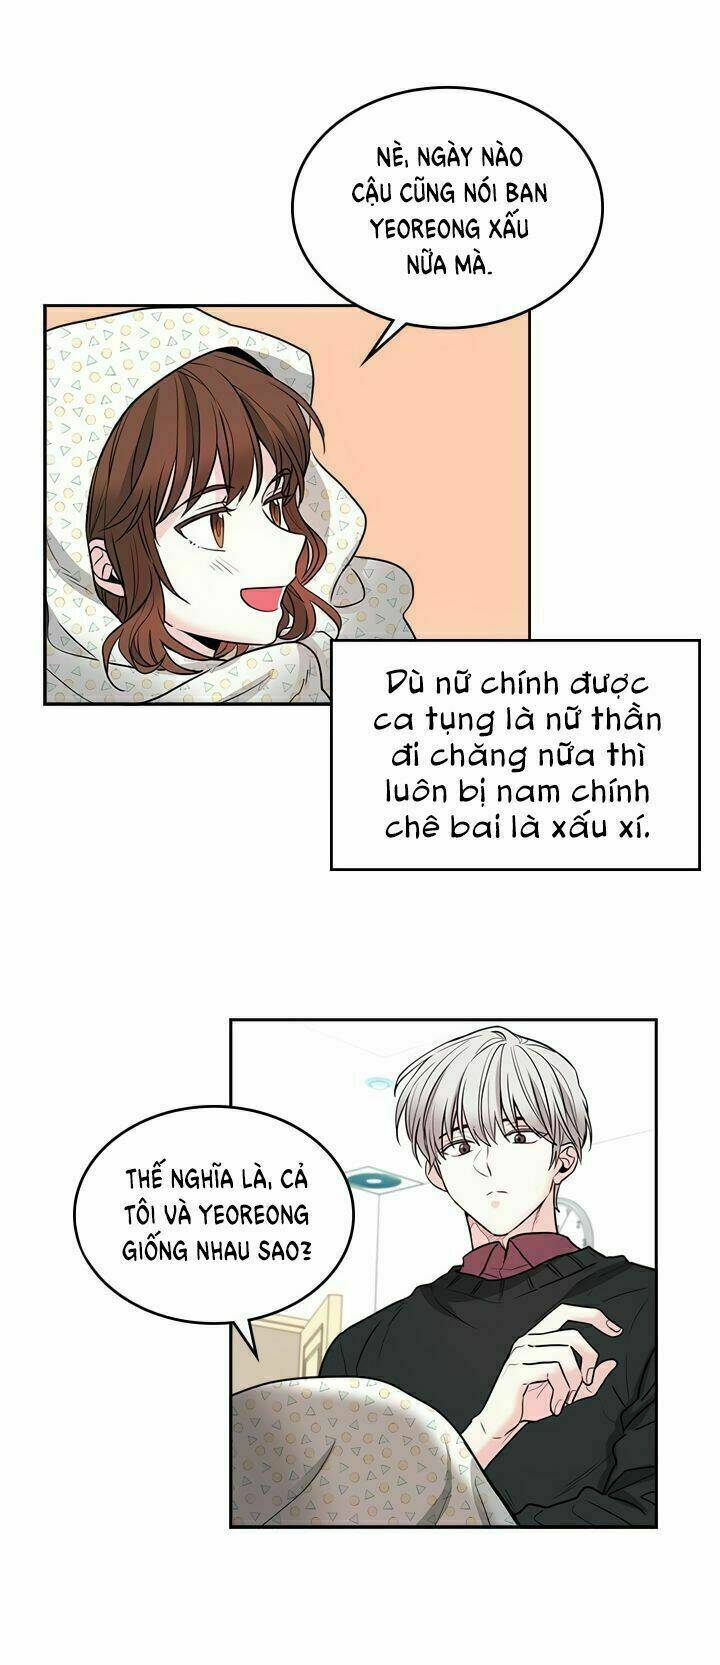 NÈ, NGÀY NÀO
CẬU CŨNG NÓI BAN
YEOREONG XẤU
NỮA MÀ.
Dù nữ chính được
ca tụng là nữ thần
đi chăng nữa thì
luôn bị nam chính
chê bai là xấu xí.
THẾ NGHĨA LÀ, CẢ
TÔI VÀ YEOREONG
GIỐNG NHAU SAO?